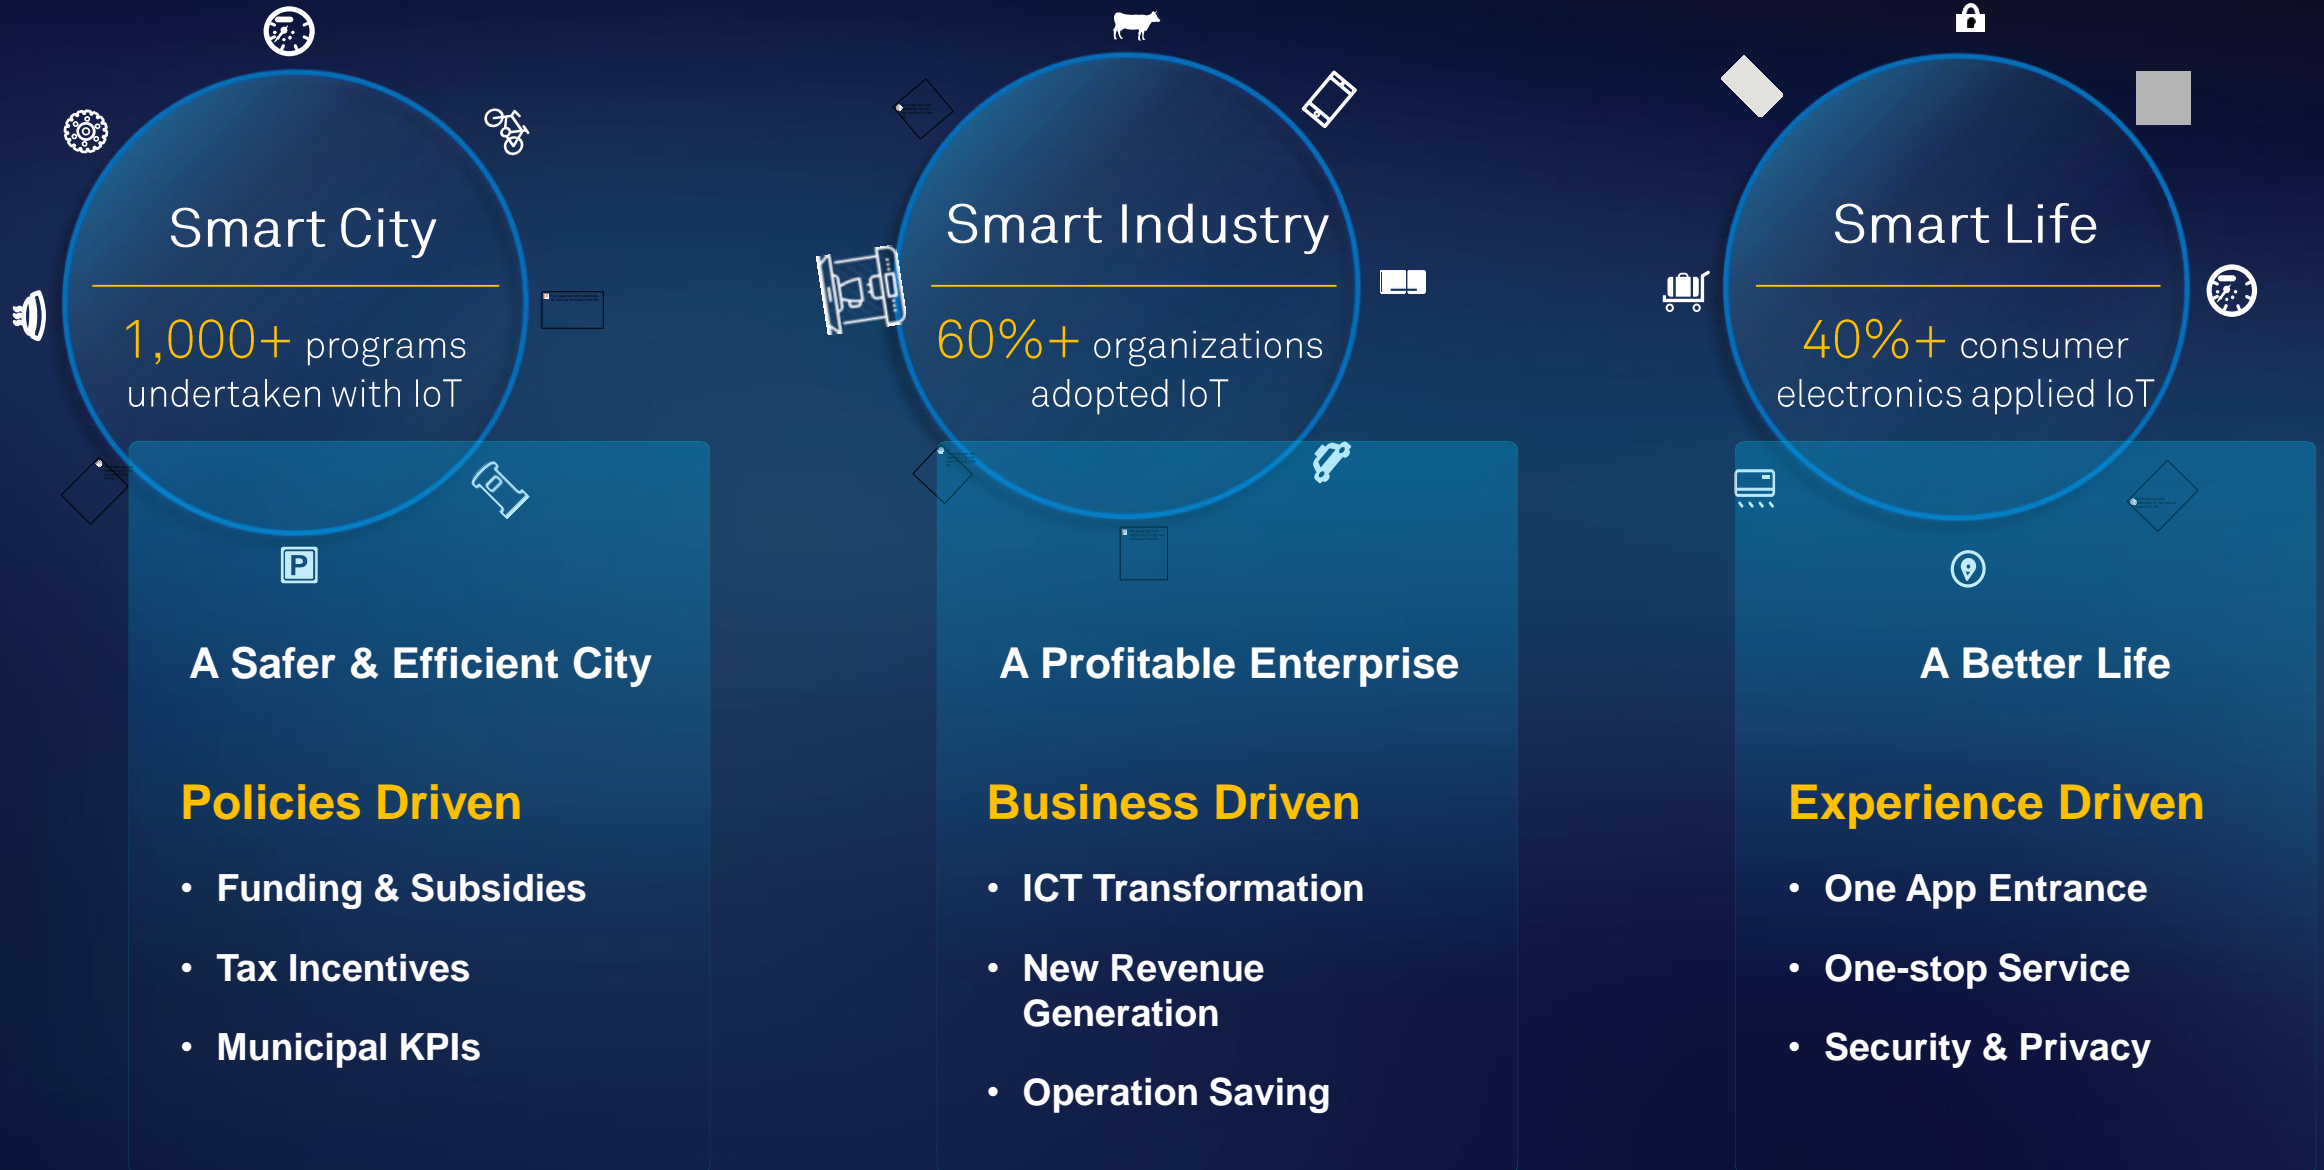 Smart City
1,000+ programs
undertaken with IoT
P
A Safer & Efficient City
Policies Driven
• Funding & Subsidies
• Tax Incentives
• Municipal KPIs
Smart Industry
60%+ organizations
adopted IoT
A Profitable Enterprise
Business Driven
• ICT Transformation
• New Revenue
Generation
• Operation Saving
Smart Life
40%+ consumer
electronics applied IoT
A Better Life
Experience Driven
• One App Entrance
• One-stop Service
• Security & Privacy